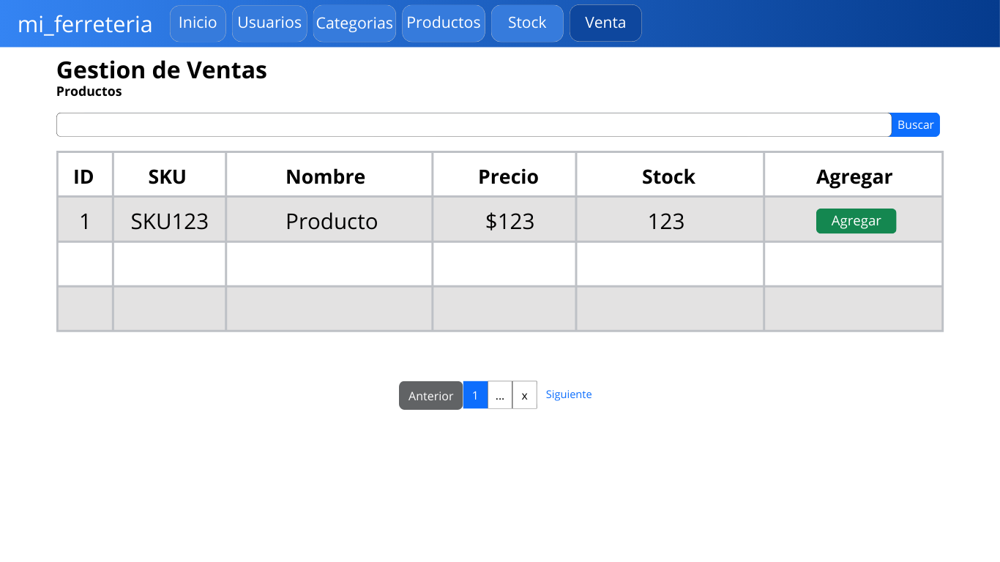 mi_ferreteria Inicio Usuarios Categorias Productos Stock Venta
Gestion de Ventas
Productos
Buscar
ID SKU Nombre Precio Stock Agregar
1 SKU123 Producto $123 123 Agregar
Anterior 1 ... x Siguiente